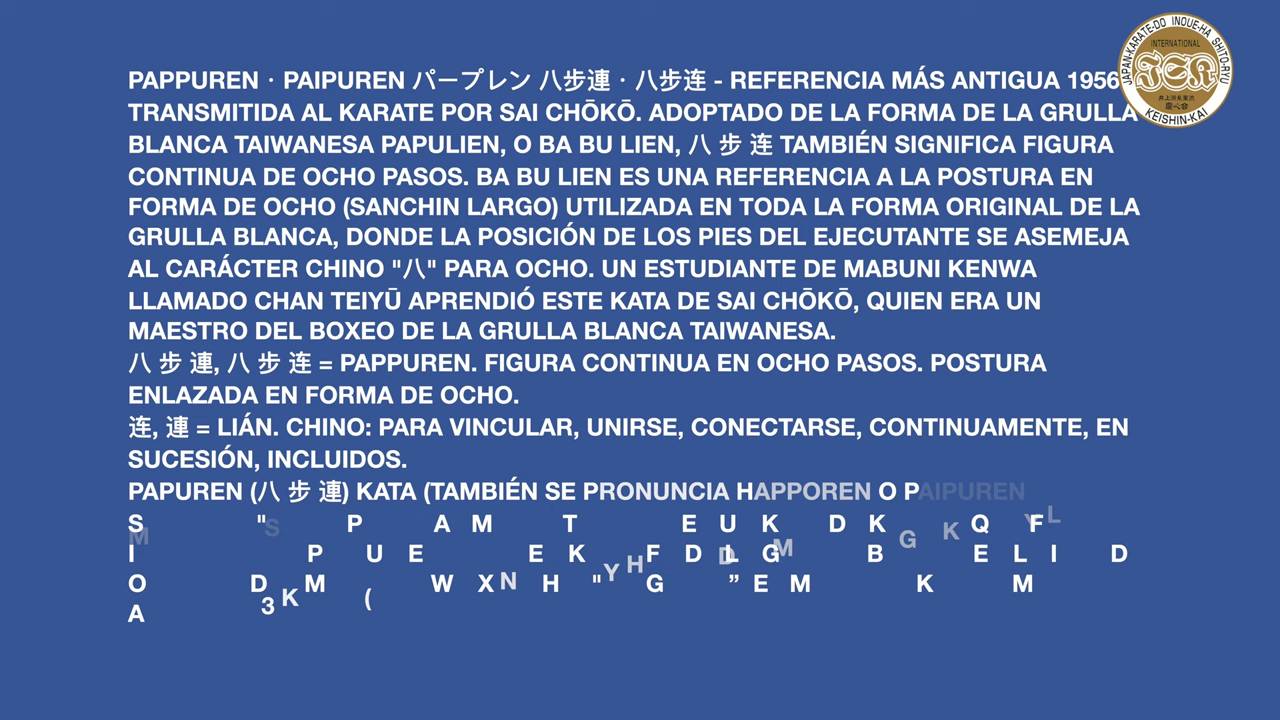 PAPPUREN · PAIPUREN パープレン 八步連 · 八步连 - REFERENCIA MÁS ANTIGUA 1956
TRANSMITIDA AL KARATE POR SAI CHŌKŌ. ADOPTADO DE LA FORMA DE LA GRULLA
BLANCA TAIWANESA PAPULIEN, O BA BU LIEN, 八 步 连 TAMBIÉN SIGNIFICA FIGURA
CONTINUA DE OCHO PASOS. BA BU LIEN ES UNA REFERENCIA A LA POSTURA EN
FORMA DE OCHO (SANCHIN LARGO) UTILIZADA EN TODA LA FORMA ORIGINAL DE LA
GRULLA BLANCA, DONDE LA POSICIÓN DE LOS PIES DEL EJECUTANTE SE ASEMEJA
AL CARÁCTER CHINO "八" PARA OCHO. UN ESTUDIANTE DE MABUNI KENWA
LLAMADO CHAN TEIYŪ APRENDIÓ ESTE KATA DE SAI CHŌKŌ, QUIEN ERA UN
MAESTRO DEL BOXEO DE LA GRULLA BLANCA TAIWANESA.
八 步 連, 八 步 连 = PAPPUREN. FIGURA CONTINUA EN OCHO PASOS. POSTURA
ENLAZADA EN FORMA DE OCHO.
连, 連 = LIÁN. CHINO: PARA VINCULAR, UNIRSE, CONECTARSE, CONTINUAMENTE, EN
SUCESIÓN, INCLUIDOS.
PAPUREN (八 步 連) KATA (TAMBIÉN SE PRONUNCIA HAPPOREN O PAIPUREN
JAPAN-KARATE-DO INOUE-HA SHITO-RYU
INTERNATIONAL
JSK
KEISHIN-KAI